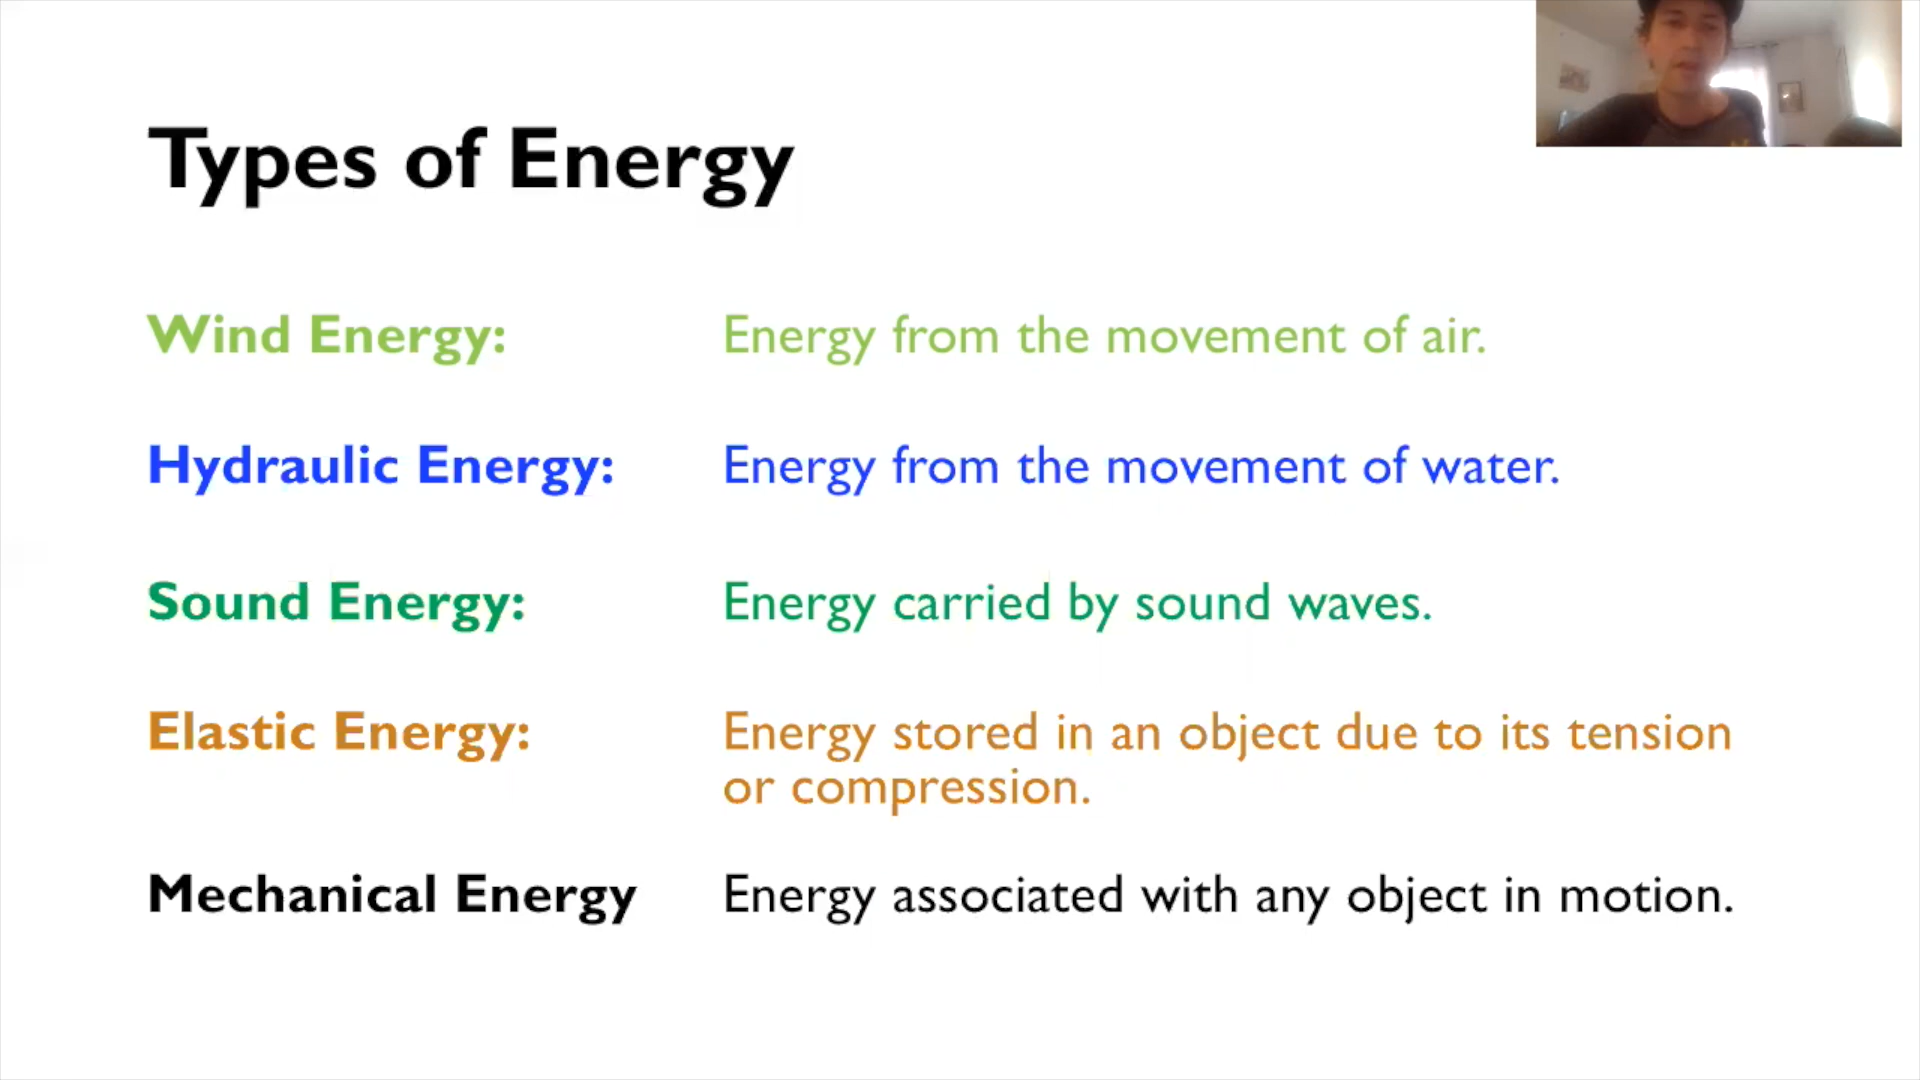 Types of Energy
Wind Energy: Energy from the movement of air.
Hydraulic Energy: Energy from the movement of water.
Sound Energy: Energy carried by sound waves.
Elastic Energy: Energy stored in an object due to its tension
or compression.
Mechanical Energy Energy associated with any object in motion.